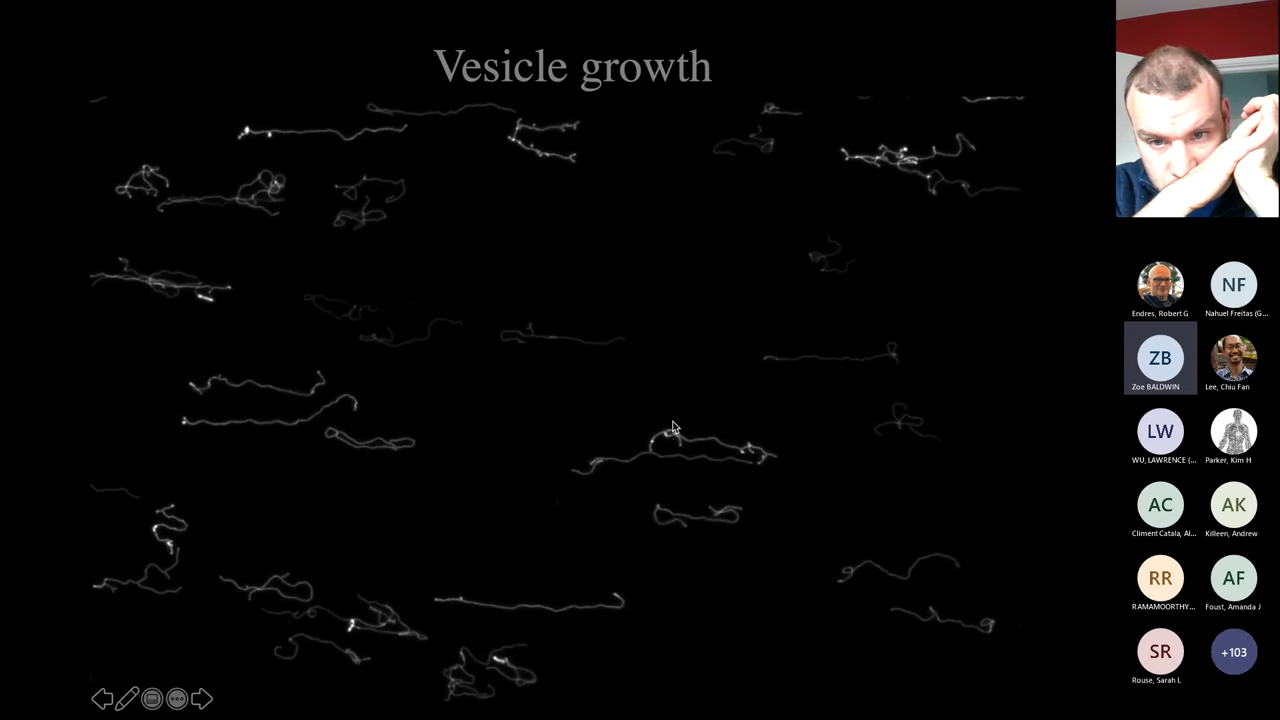 Vesicle growth
Endres, Robert G
NF
Nahuel Freitas (G...
ZB
Zoe BALDWIN
Lee, Chiu Fan
LW
WU, LAWRENCE (...
Parker, Kim H
AC
Climent Catala, Al...
AK
Killeen, Andrew
RR
RAMAMOORTHY...
AF
Foust, Amanda J
SR
Rouse, Sarah L
+103